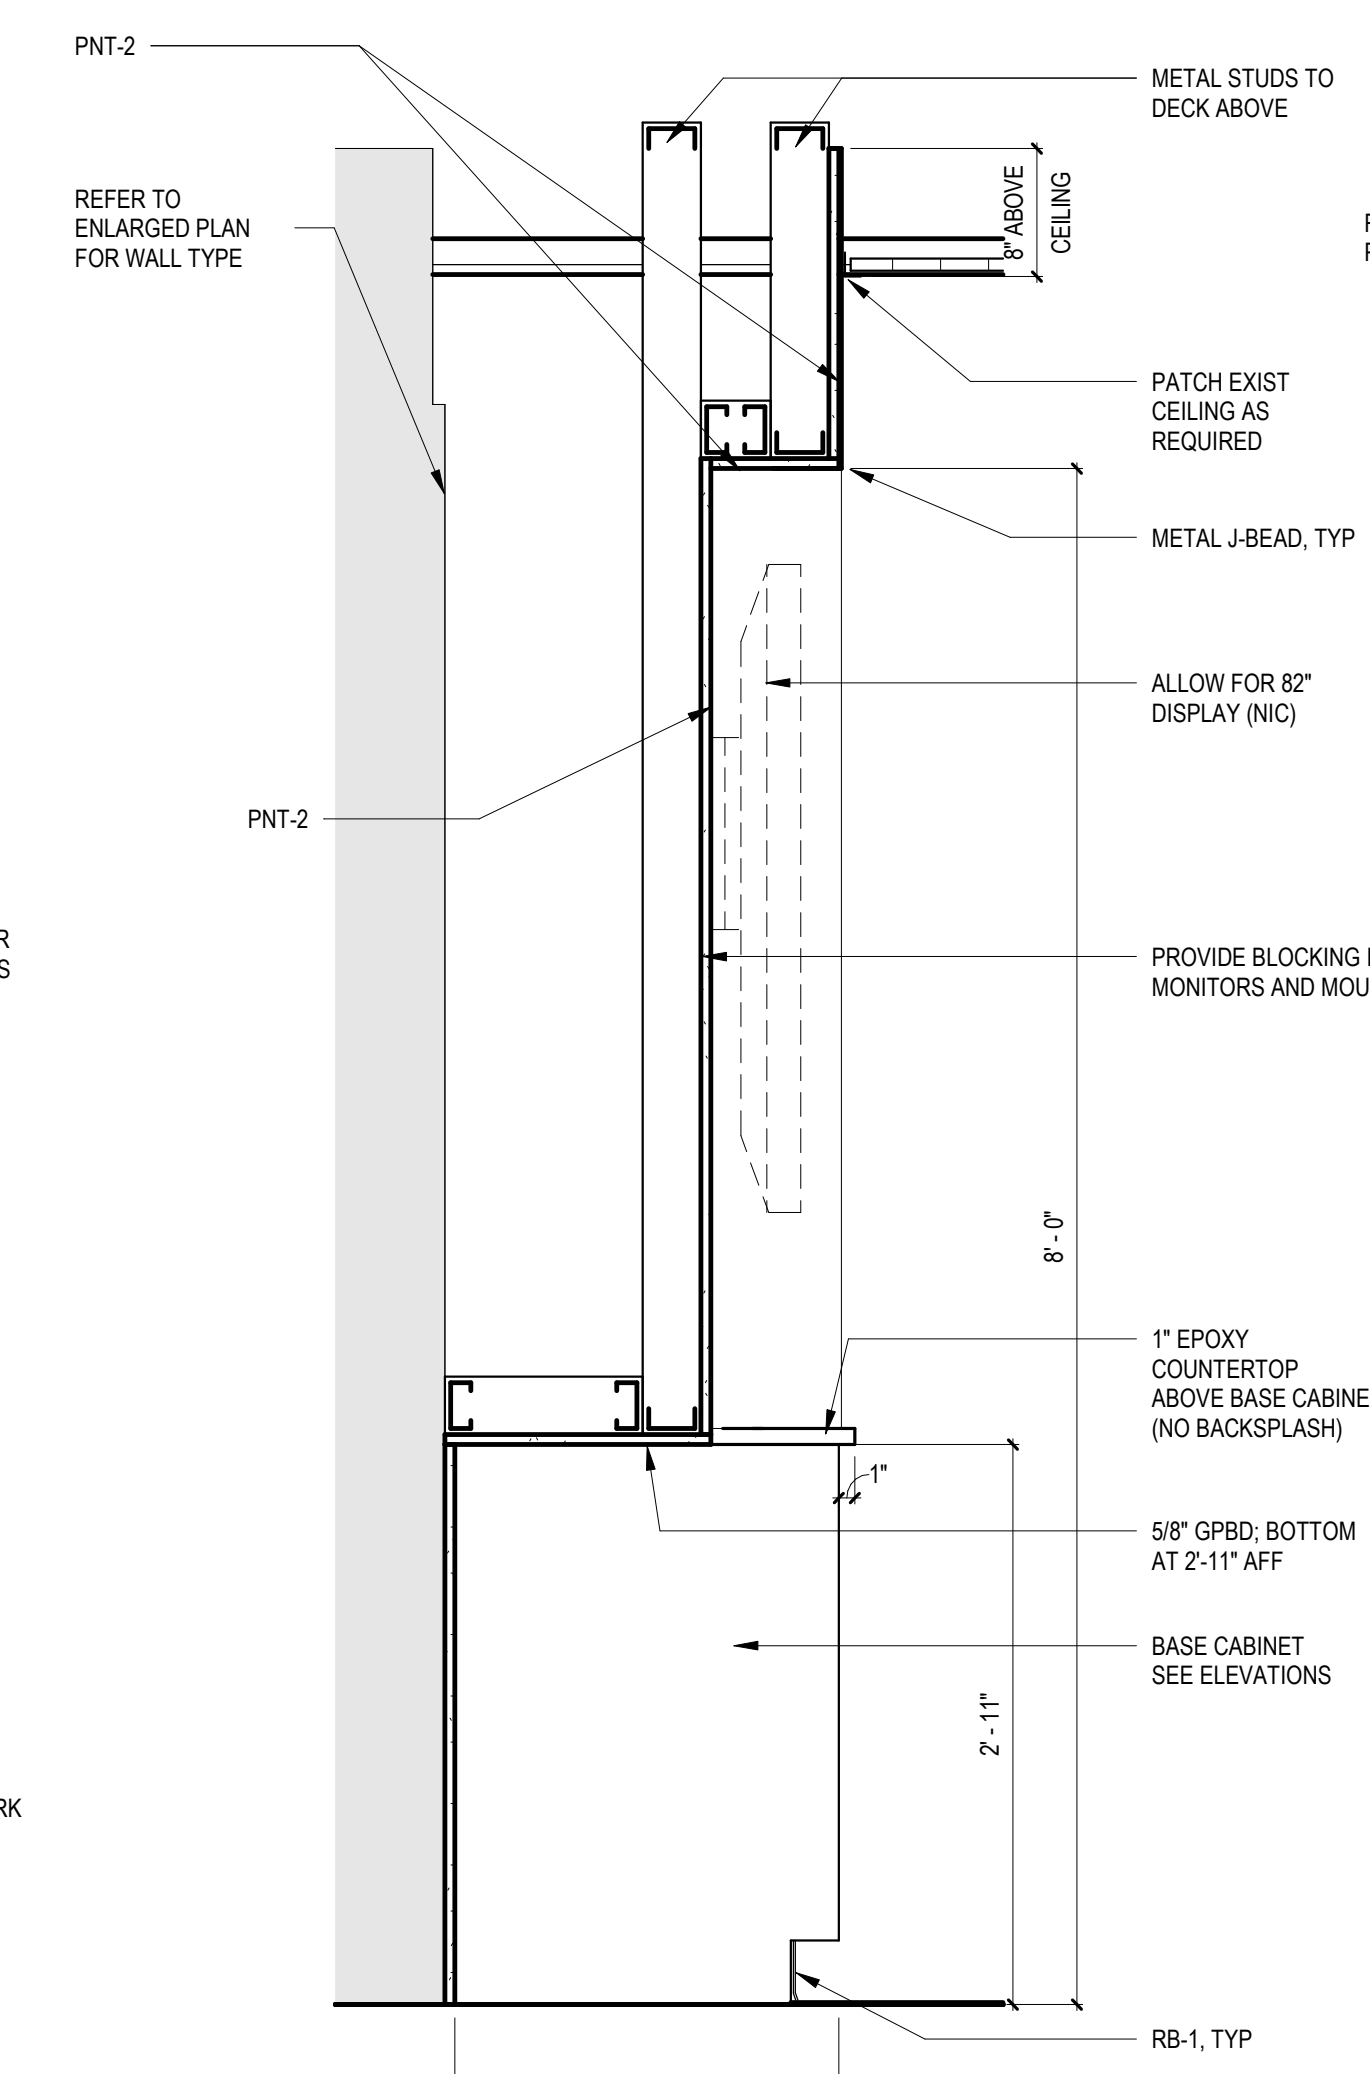 PNT-2
METAL STUDS TO
DECK ABOVE
REFER TO
ENLARGED PLAN
FOR WALL TYPE
8" ABOVE
CEILING
PATCH EXIST
CEILING AS
REQUIRED
METAL J-BEAD, TYP
ALLOW FOR 82"
DISPLAY (NIC)
PNT-2
PROVIDE BLOCKING
MONITORS AND
8' - 0"
1" EPOXY
COUNTERTOP
ABOVE BASE
(NO BACKSPLASH)
1"
5/8" GPBD; BOTTOM
AT 2'-11" AFF
BASE CABINET
SEE ELEVATIONS
2' - 11"
RB-1, TYP